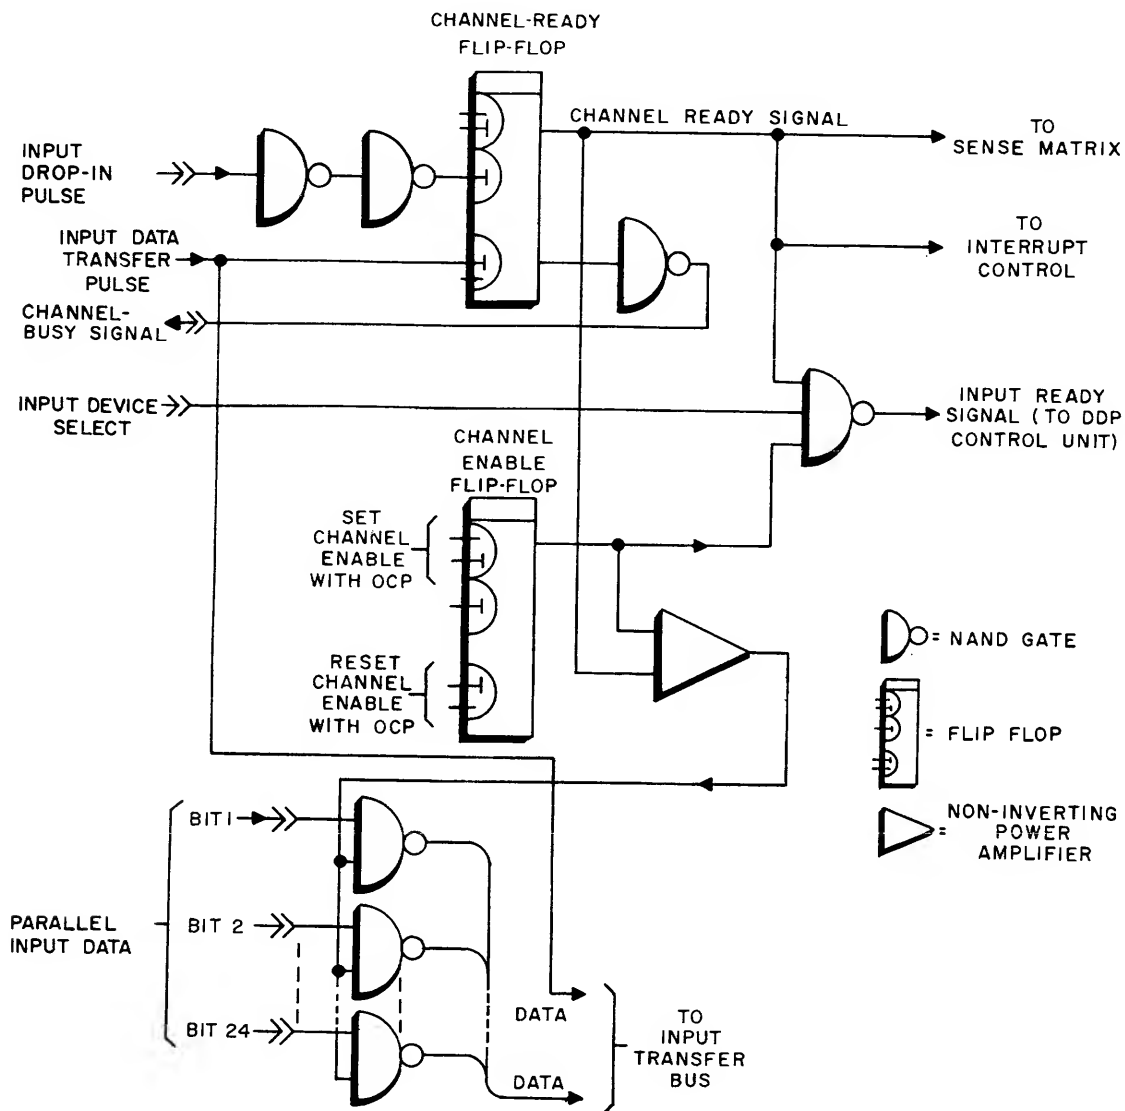 CHANNEL-READY
FLIP-FLOP
CHANNEL READY SIGNAL
TO
SENSE MATRIX
INPUT
DROP-IN
PULSE
TO
INTERRUPT
CONTROL
INPUT DATA
TRANSFER
PULSE
CHANNEL-
BUSY SIGNAL
INPUT DEVICE
SELECT
INPUT READY
SIGNAL (TO DDP
CONTROL UNIT)
CHANNEL
ENABLE
FLIP-FLOP
SET
CHANNEL
ENABLE
WITH OCP
RESET
CHANNEL
ENABLE
WITH OCP
= NAND GATE
= FLIP FLOP
= NON-INVERTING
POWER
AMPLIFIER
PARALLEL
INPUT DATA
BIT 1
BIT 2
BIT 24
DATA
DATA
TO
INPUT
TRANSFER
BUS